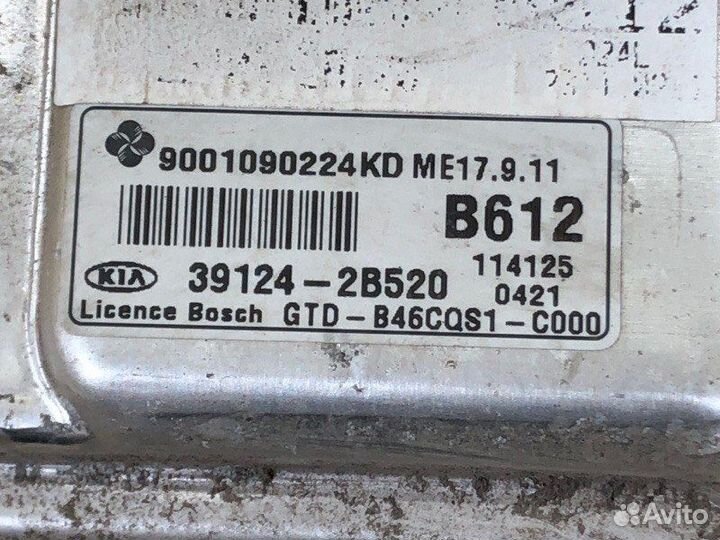 9001090224KD ME17.9.11
B612
KIA 39124-2B520 114125
0421
Licence Bosch GTD-B46CQS1-C000
Avito